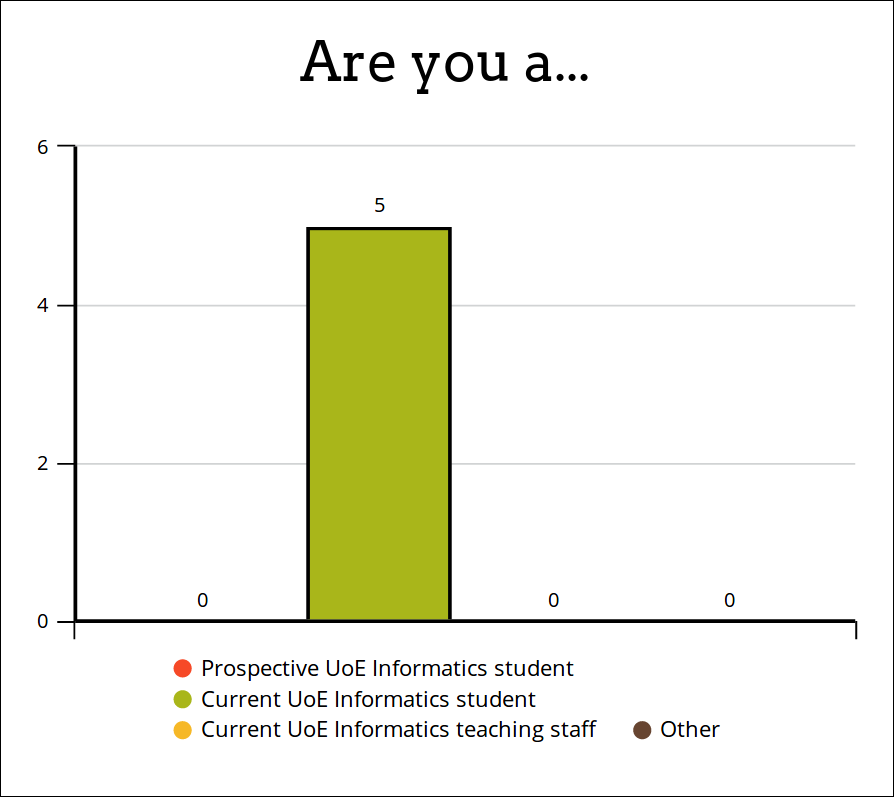 Are you a...
6
5
4
2
0 0 0
0
Prospective UoE Informatics student
Current UoE Informatics student
Current UoE Informatics teaching staff Other